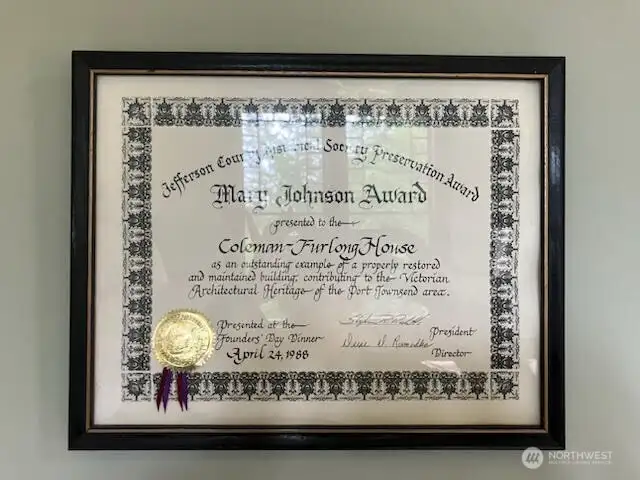 Jefferson County Historical Society Preservation Award
Mary Johnson Award
presented to the
Coleman-Furlong House
as an outstanding example of a properly restored
and maintained building, contributing to the Victorian
Architectural Heritage of the Port Townsend area.
Presented at the
Founders' Day Dinner
April 24, 1988
President
Director
NORTHWEST